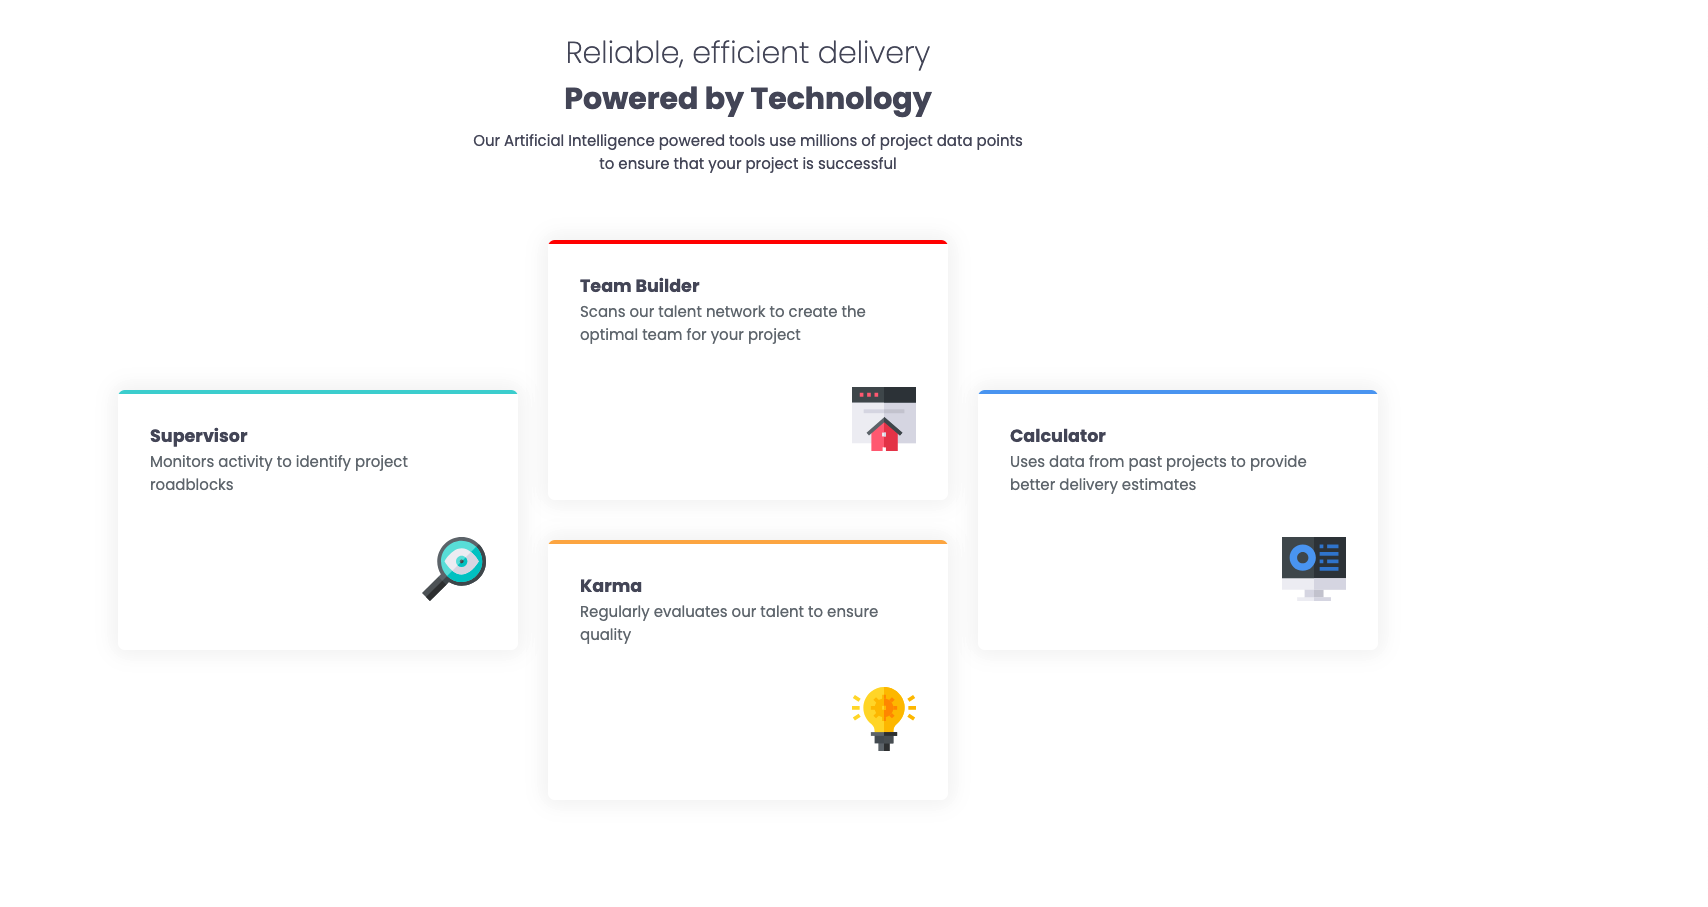 Reliable, efficient delivery
Powered by Technology
Our Artificial Intelligence powered tools use millions of project data points
to ensure that your project is successful
Team Builder
Scans our talent network to create the
optimal team for your project
Supervisor
Monitors activity to identify project
roadblocks
Calculator
Uses data from past projects to provide
better delivery estimates
Karma
Regularly evaluates our talent to ensure
quality